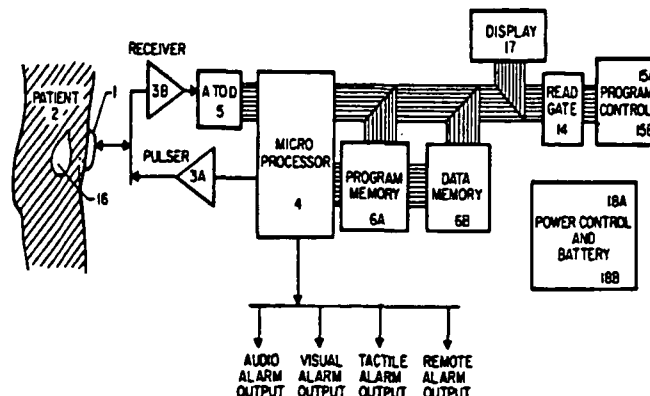 RECEIVER
3B
A TO D
5
PATIENT
2
1
16
PULSER
3A
MICRO
PROCESSOR
4
PROGRAM
MEMORY
6A
DATA
MEMORY
6B
DISPLAY
17
READ
GATE
14
15A
PROGRAM
CONTROL
15B
18A
POWER CONTROL
AND
BATTERY
18B
AUDIO
ALARM
OUTPUT
VISUAL
ALARM
OUTPUT
TACTILE
ALARM
OUTPUT
REMOTE
ALARM
OUTPUT